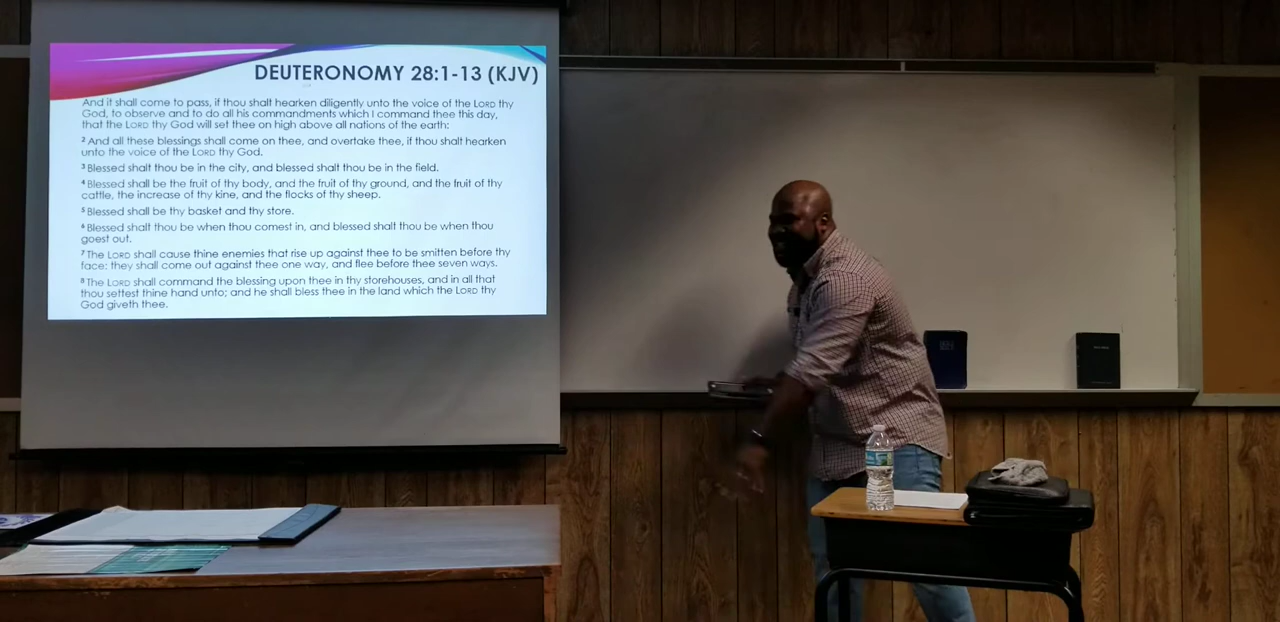 DEUTERONOMY 28:1-13 (KJV)
And it shall come to pass, if thou shalt hearken diligently unto the voice of the LORD thy
God, to observe and to do all his commandments which I command thee this day,
that the LORD thy God will set thee on high above all nations of the earth:
2 And all these blessings shall come on thee, and overtake thee, if thou shalt hearken
unto the voice of the LORD thy God.
3 Blessed shalt thou be in the city, and blessed shalt thou be in the field.
4 Blessed shall be the fruit of thy body, and the fruit of thy ground, and the fruit of thy
cattle, the increase of thy kine, and the flocks of thy sheep.
5 Blessed shall be thy basket and thy store.
6 Blessed shalt thou be when thou comest in, and blessed shalt thou be when thou
goest out.
7 The LORD shall cause thine enemies that rise up against thee to be smitten before thy
face: they shall come out against thee one way, and flee before thee seven ways.
8 The LORD shall command the blessing upon thee in thy storehouses, and in all that
thou settest thine hand unto; and he shall bless thee in the land which the LORD thy
God giveth thee.